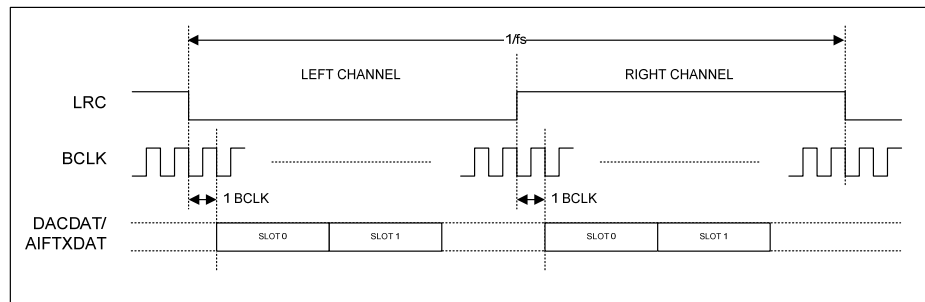 1/fs
LEFT CHANNEL
RIGHT CHANNEL
LRC
BCLK
1 BCLK
1 BCLK
DACDAT/
AIFTXDAT
SLOT 0
SLOT 1
SLOT 0
SLOT 1